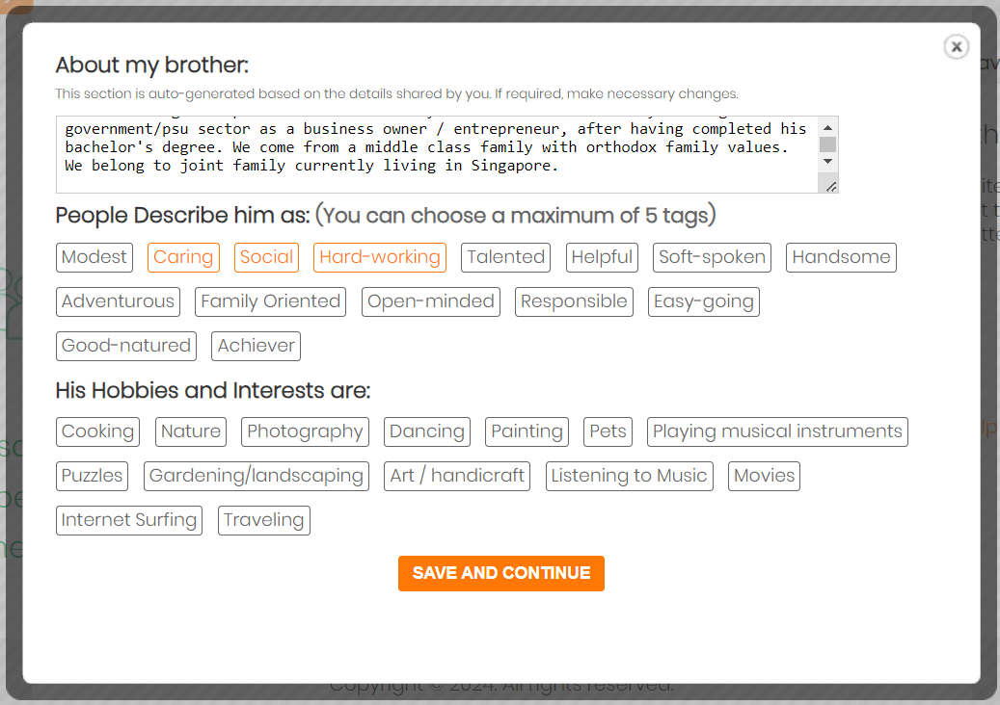 About my brother:
This section is auto-generated based on the details shared by you. If required, make necessary changes.
government/psu sector as a business owner / entrepreneur, after having completed his
bachelor's degree. We come from a middle class family with orthodox family values.
We belong to joint family currently living in Singapore.
People Describe him as: (You can choose a maximum of 5 tags)
Modest Caring Social Hard-working Talented Helpful Soft-spoken Handsome
Adventurous Family Oriented Open-minded Responsible Easy-going
Good-natured Achiever
His Hobbies and Interests are:
Cooking Nature Photography Dancing Painting Pets Playing musical instruments
Puzzles Gardening/landscaping Art / handicraft Listening to Music Movies
Internet Surfing Traveling
SAVE AND CONTINUE
Copyright © 2024. All rights reserved.